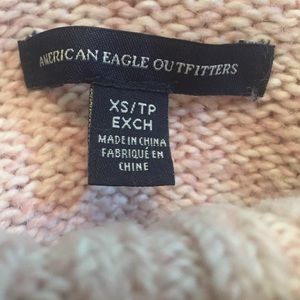 AMERICAN EAGLE OUTFITTERS
XS/TP
EXCH
MADE IN CHINA
FABRIQUÉ EN
CHINE